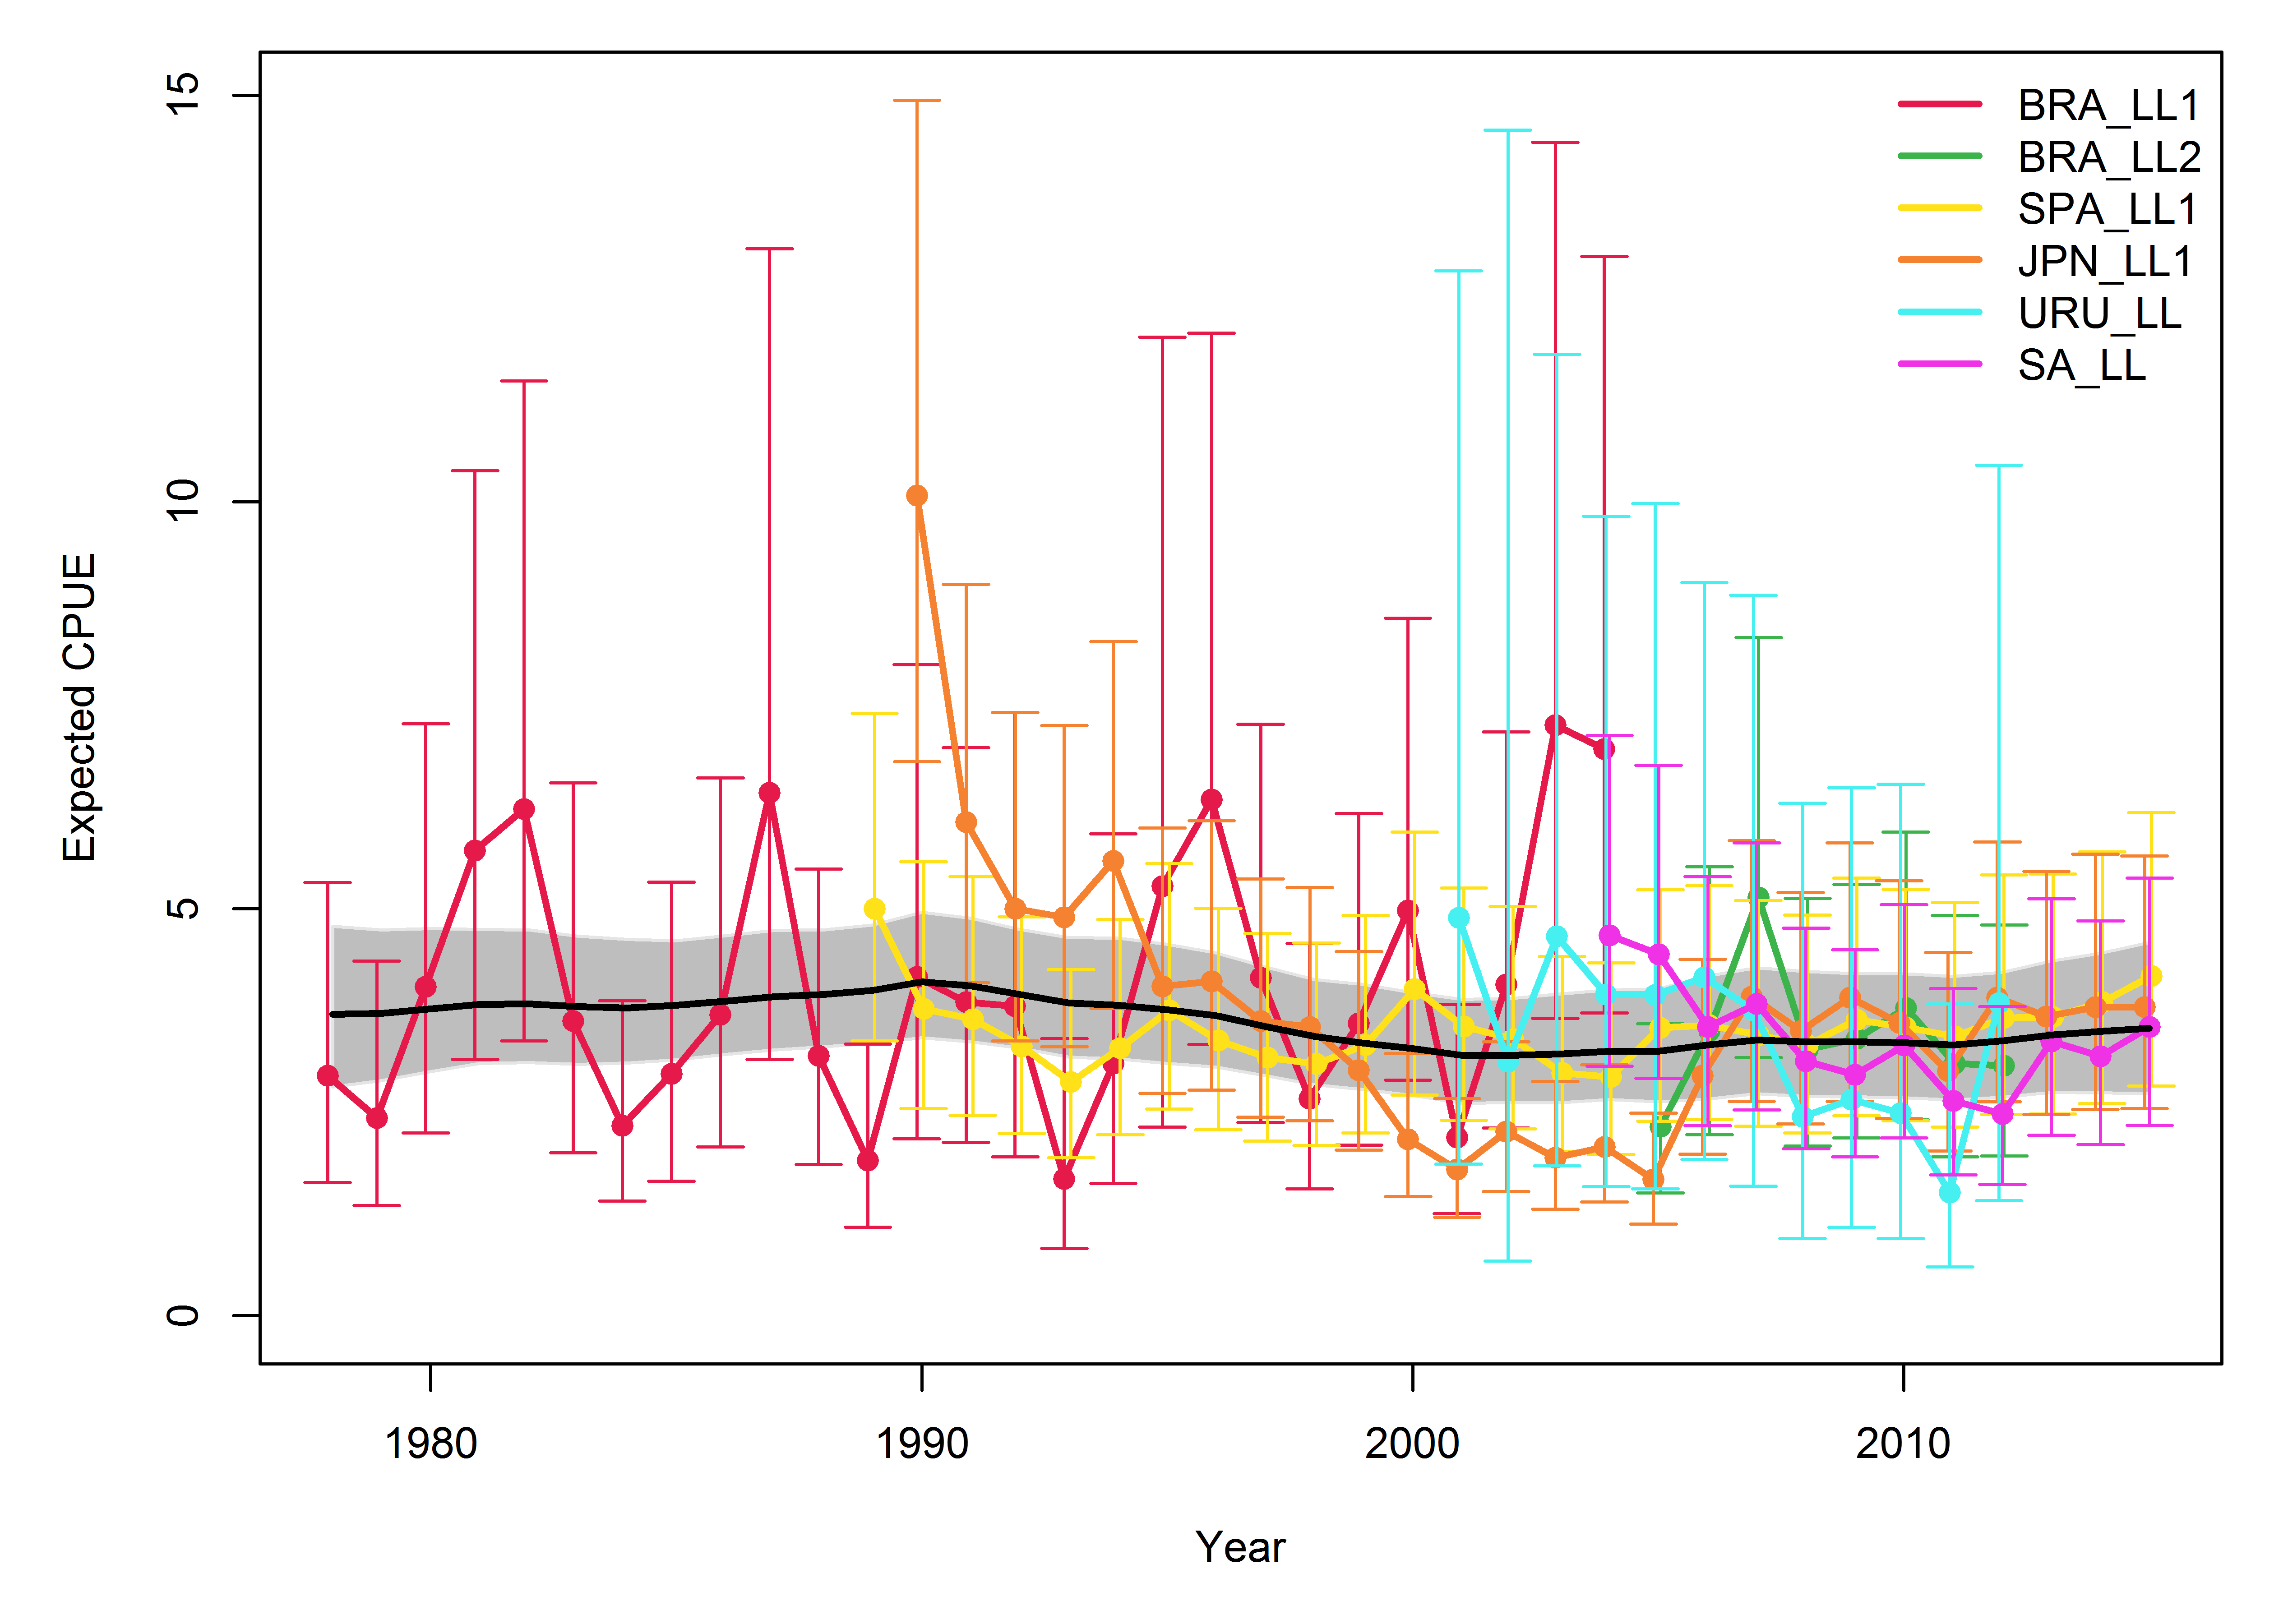 15
10
5
0
Expected CPUE
BRA_LL1
BRA_LL2
SPA_LL1
JPN_LL1
URU_LL
SA_LL
1980 1990 2000 2010
Year